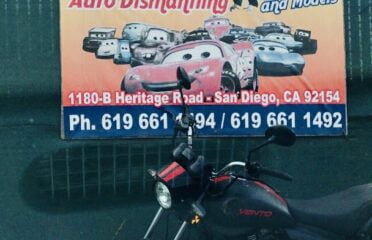 Auto Dismantling
and Models
1180-B Heritage Road - San Diego, CA 92154
Ph. 619 661 / 619 661 1492
VENTO